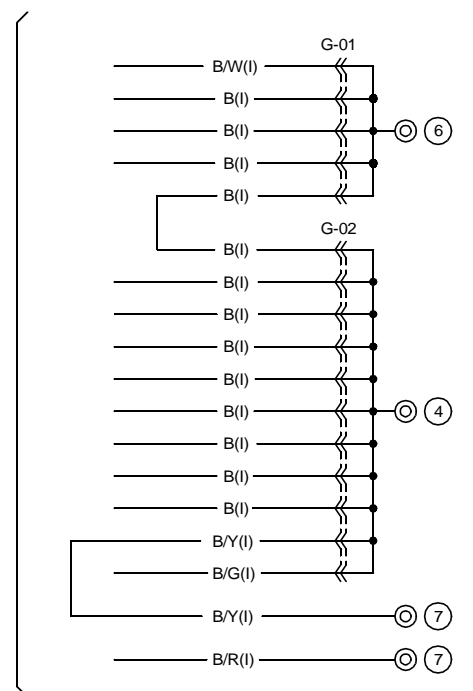 G-01
B/W(I)
B(I)
B(I) 6
B(I)
B(I)
G-02
B(I)
B(I)
B(I)
B(I)
B(I)
B(I) 4
B(I)
B(I)
B(I)
B/Y(I)
B/G(I)
B/Y(I) 7
B/R(I) 7